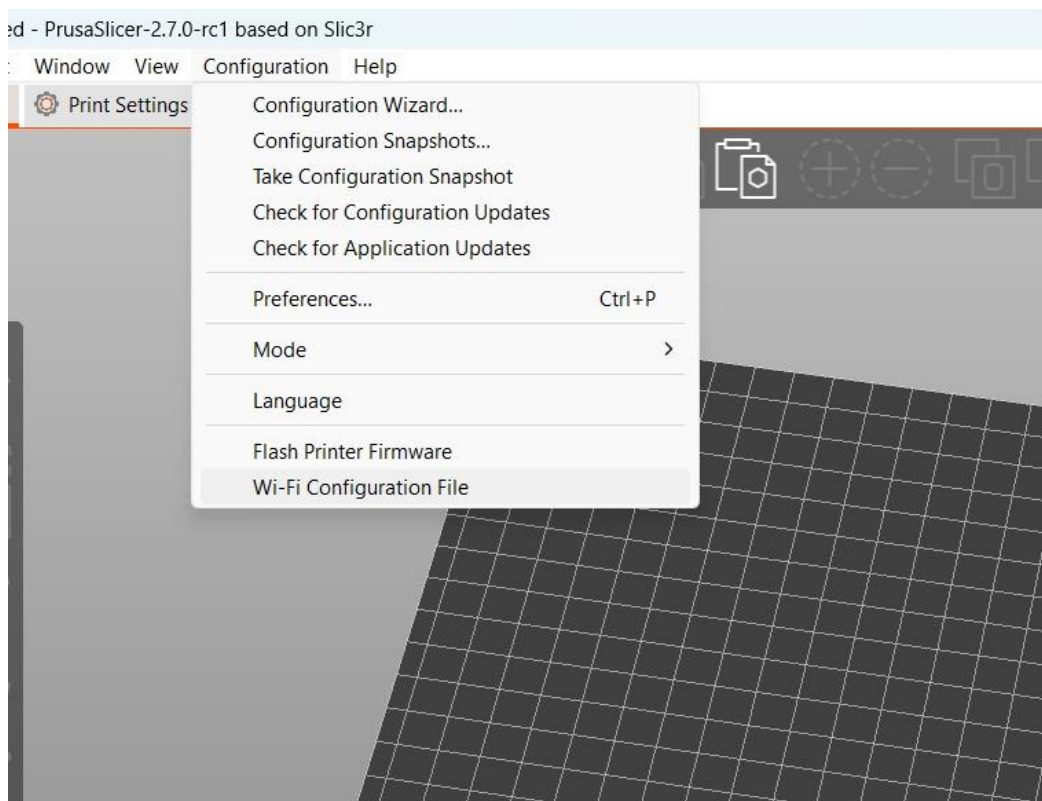 ed - PrusaSlicer-2.7.0-rc1 based on Slic3r
Window View Configuration Help
Print Settings
Configuration Wizard...
Configuration Snapshots...
Take Configuration Snapshot
Check for Configuration Updates
Check for Application Updates
Preferences... Ctrl+P
Mode
Language
Flash Printer Firmware
Wi-Fi Configuration File